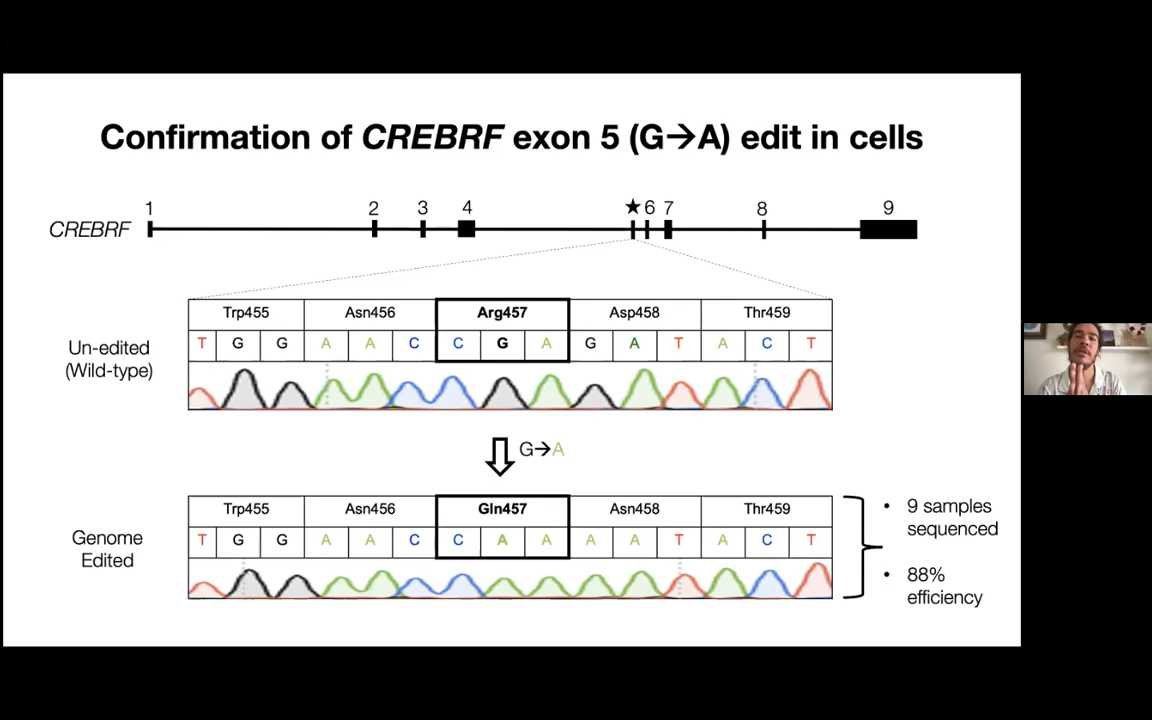 Confirmation of CREBRF exon 5 (G→A) edit in cells
1 2 3 4 ★ 6 7 8 9
CREBRF
Trp455 Asn456 Arg457 Asp458 Thr459
Un-edited
(Wild-type)
T G G A A C C G A G A T A C T
G→A
Trp455 Asn456 Gln457 Asn458 Thr459
Genome
Edited
T G G A A C C A A A A T A C T
• 9 samples
sequenced
• 88%
efficiency